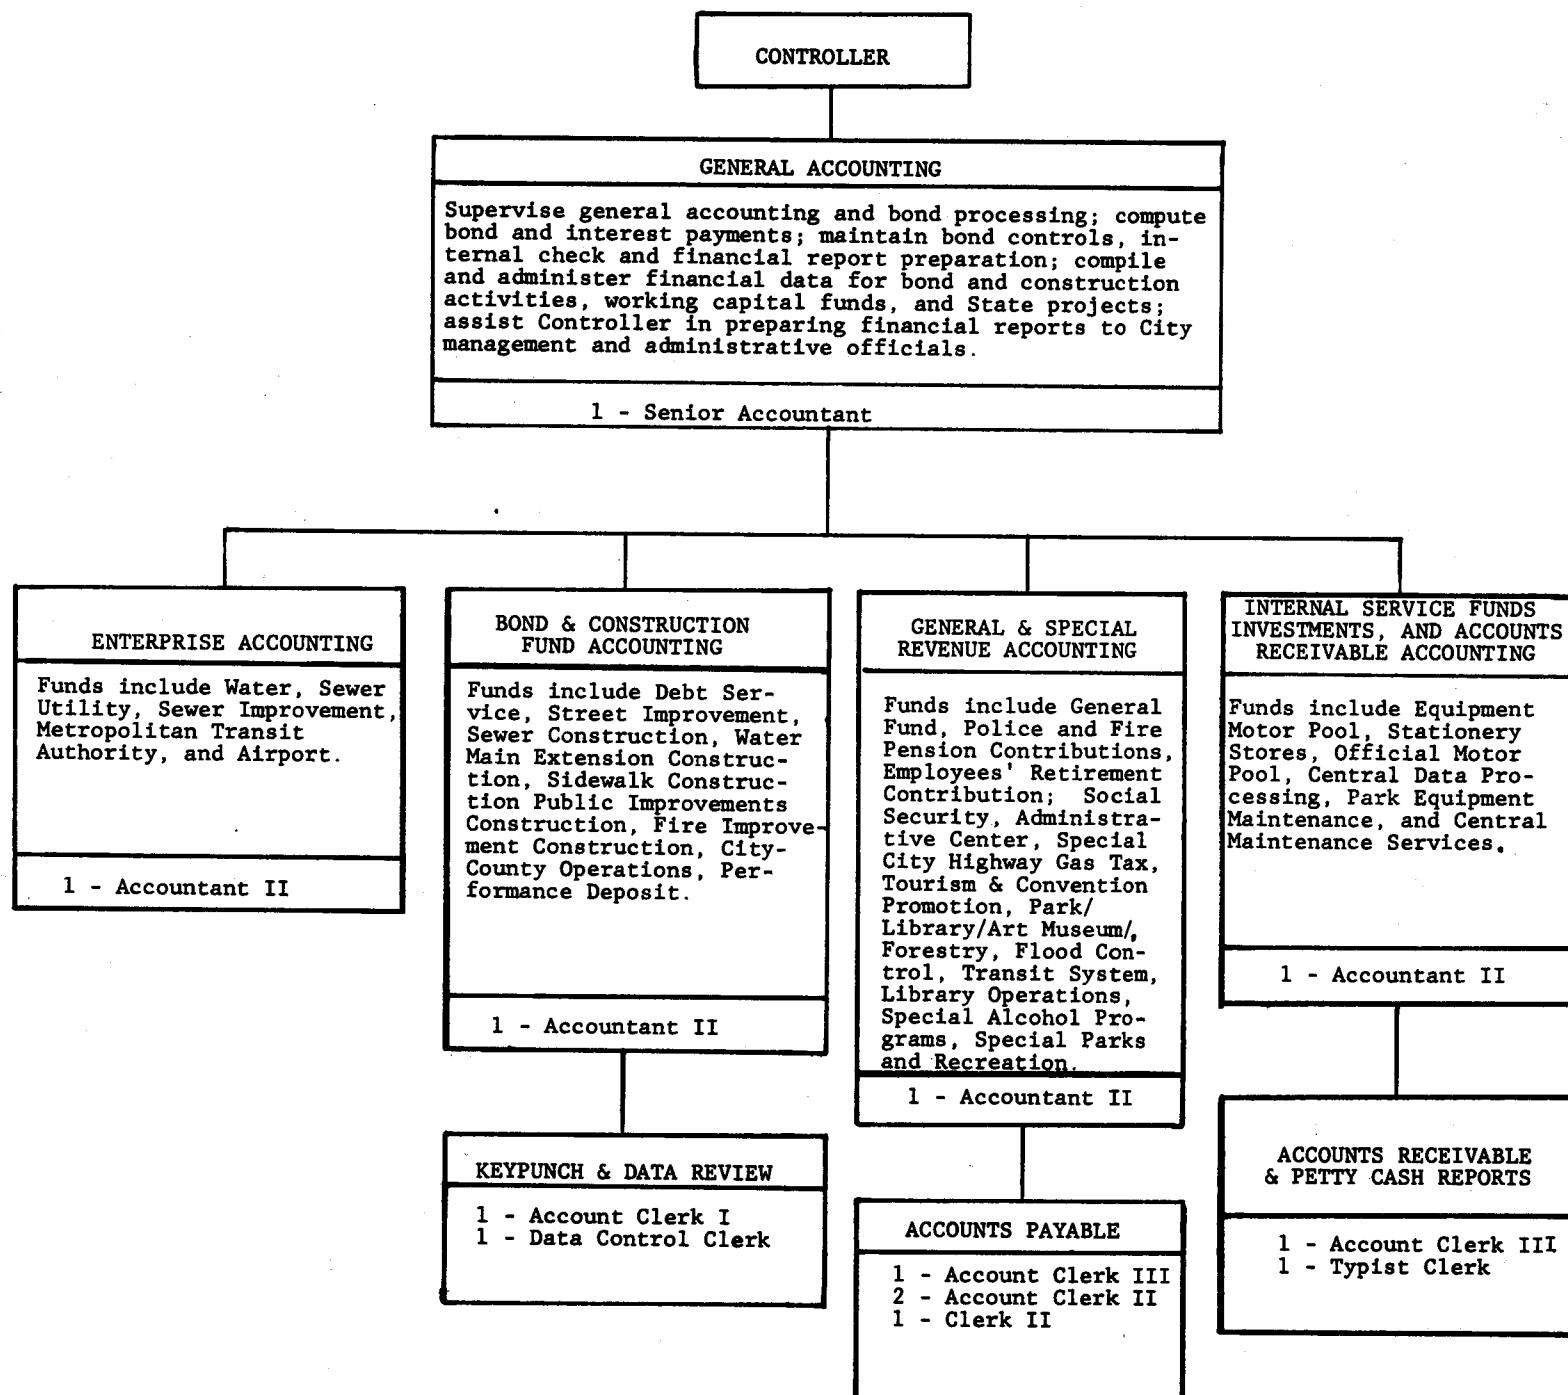 CONTROLLER
GENERAL ACCOUNTING
Supervise general accounting and bond processing; compute
bond and interest payments; maintain bond controls, in-
ternal check and financial report preparation; compile
and administer financial data for bond and construction
activities, working capital funds, and State projects;
assist Controller in preparing financial reports to City
management and administrative officials.
1 - Senior Accountant
ENTERPRISE ACCOUNTING
Funds include Water, Sewer
Utility, Sewer Improvement,
Metropolitan Transit
Authority, and Airport.
1 - Accountant II
BOND & CONSTRUCTION
FUND ACCOUNTING
Funds include Debt Ser-
vice, Street Improvement,
Sewer Construction, Water
Main Extension Construc-
tion, Sidewalk Construc-
tion Public Improvements
Construction, Fire Improve-
ment Construction, City-
County Operations, Per-
formance Deposit.
1 - Accountant II
KEYPUNCH & DATA REVIEW
1 - Account Clerk I
1 - Data Control Clerk
GENERAL & SPECIAL
REVENUE ACCOUNTING
Funds include General
Fund, Police and Fire
Pension Contributions,
Employees' Retirement
Contribution; Social
Security, Administra-
tive Center, Special
City Highway Gas Tax,
Tourism & Convention
Promotion, Park/
Library/Art Museum/,
Forestry, Flood Con-
trol, Transit System,
Library Operations,
Special Alcohol Pro-
grams, Special Parks
and Recreation.
1 - Accountant II
ACCOUNTS PAYABLE
1 - Account Clerk III
2 - Account Clerk II
1 - Clerk II
INTERNAL SERVICE FUNDS
INVESTMENTS, AND ACCOUNTS
RECEIVABLE ACCOUNTING
Funds include Equipment
Motor Pool, Stationery
Stores, Official Motor
Pool, Central Data Pro-
cessing, Park Equipment
Maintenance, and Central
Maintenance Services.
1 - Accountant II
ACCOUNTS RECEIVABLE
& PETTY CASH REPORTS
1 - Account Clerk III
1 - Typist Clerk